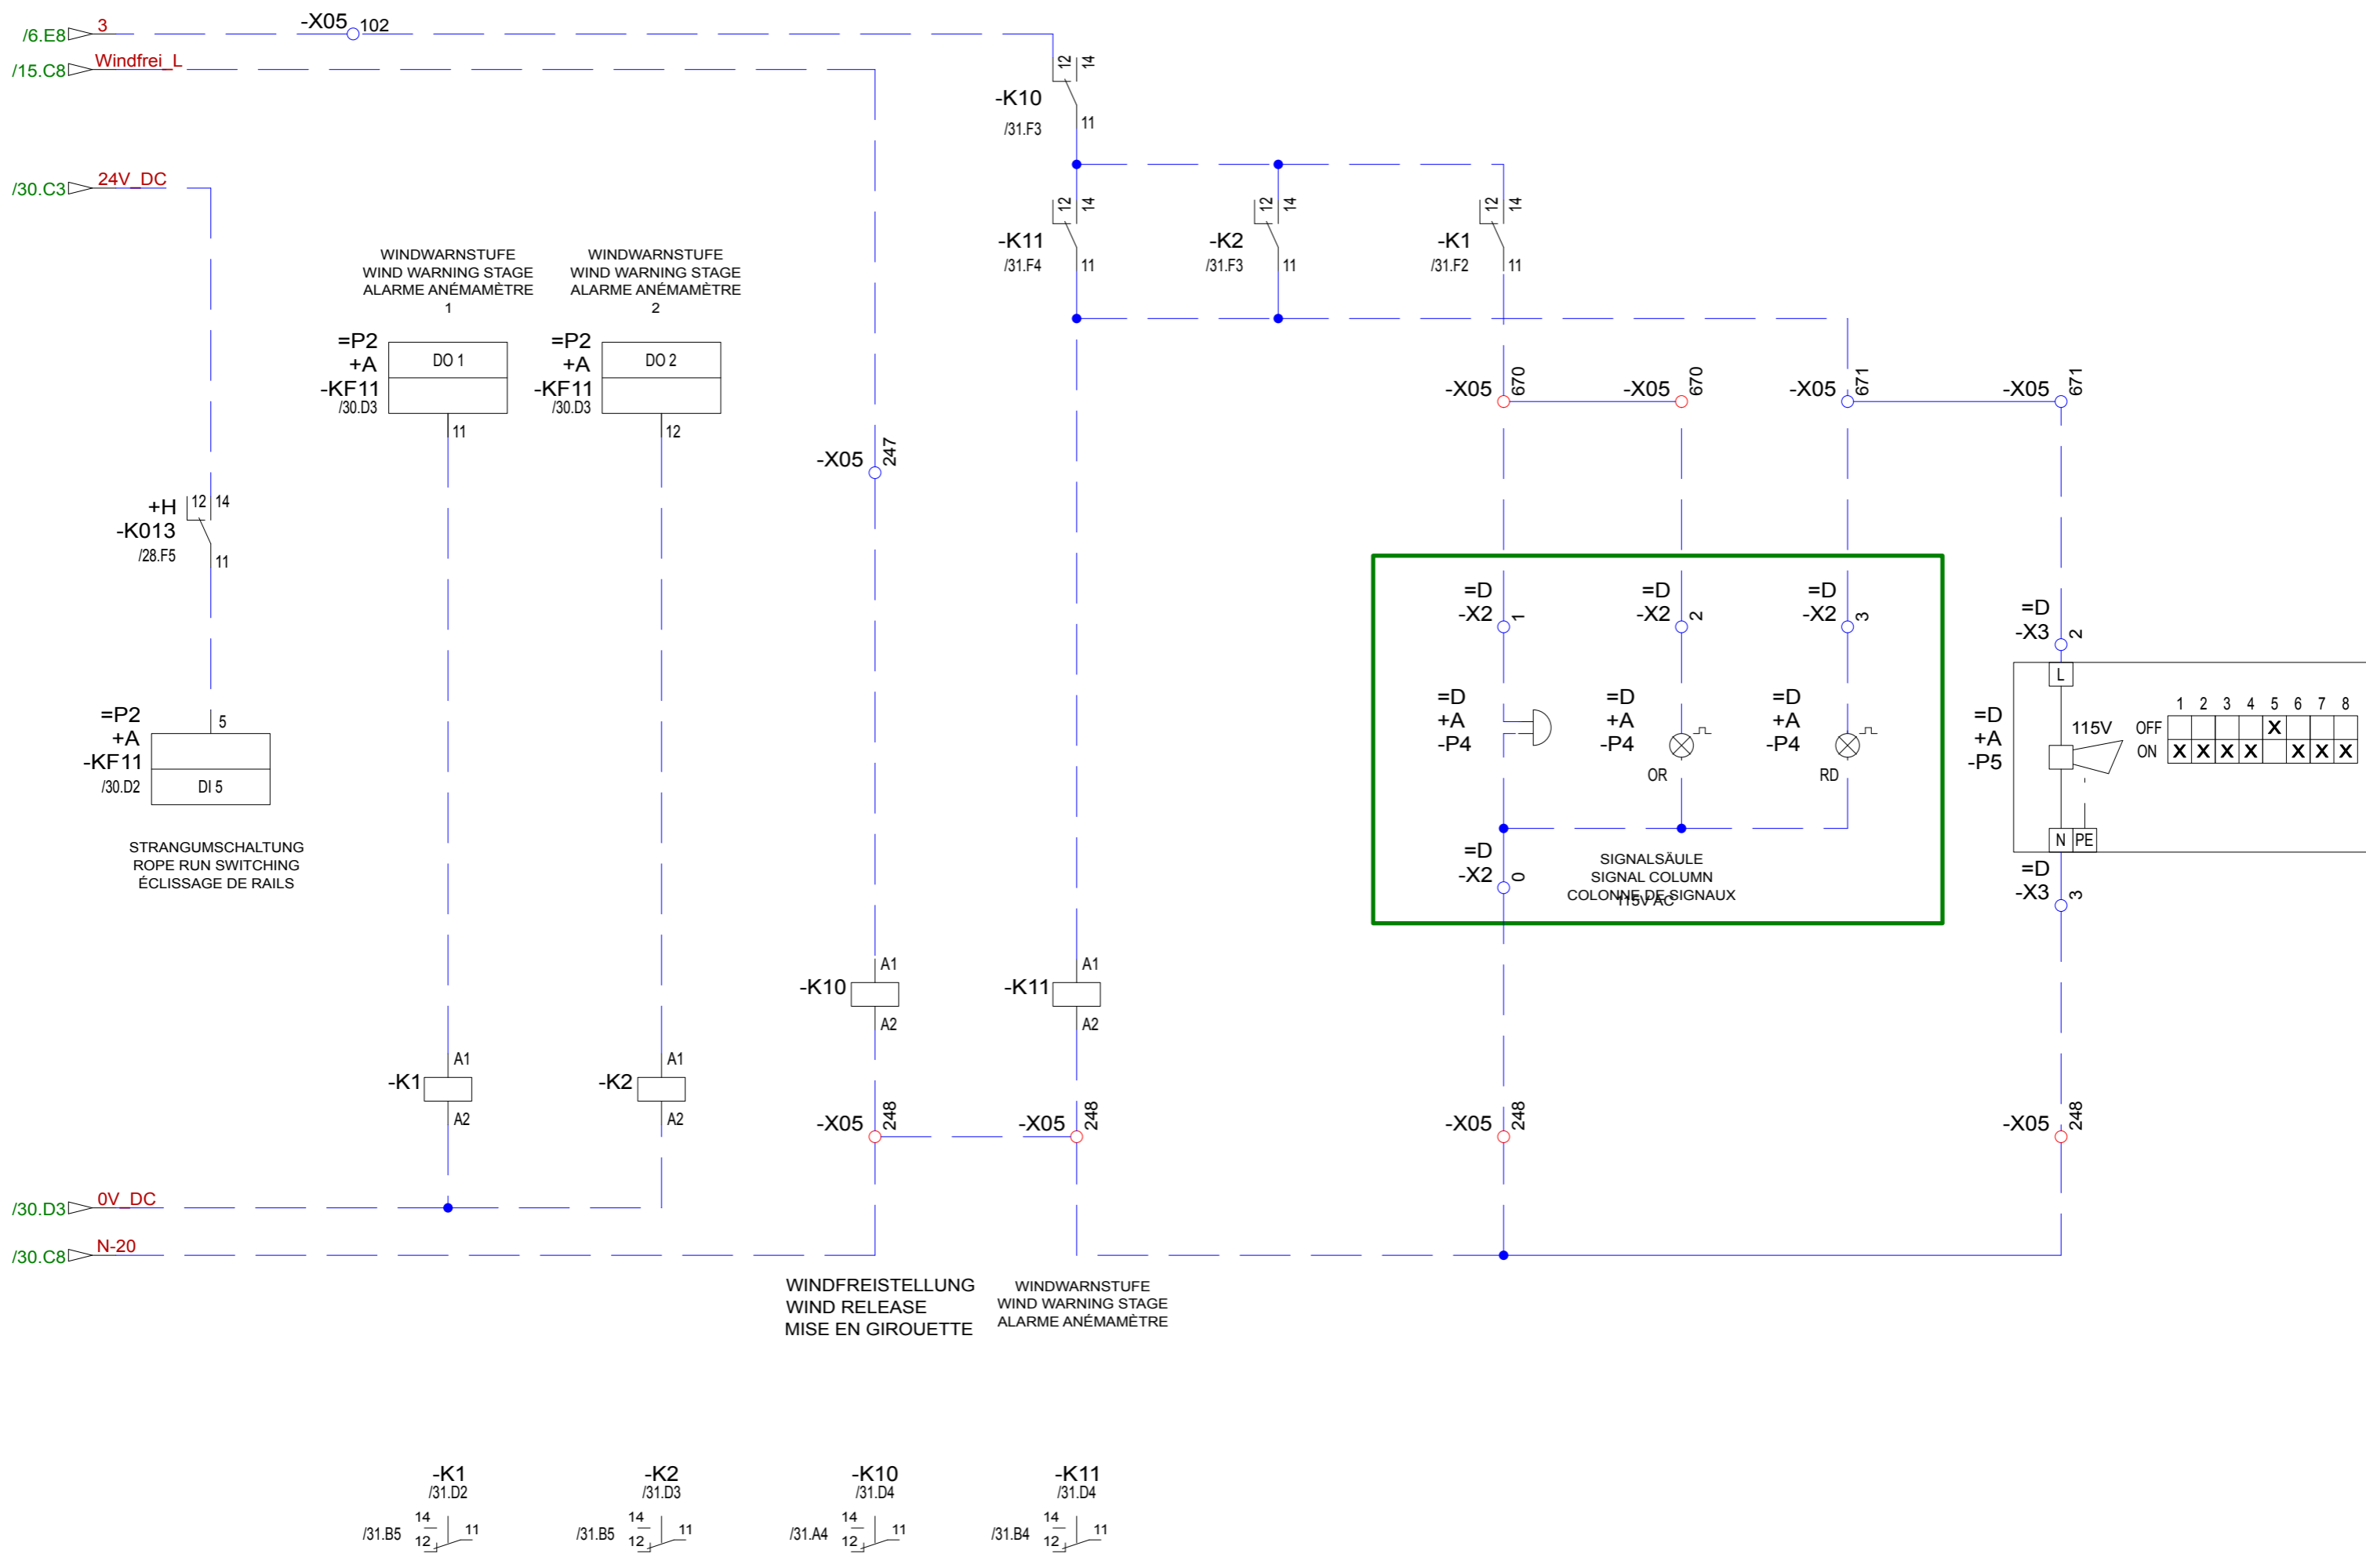 /6.E8 3
-X05 102
/15.C8 Windfrei_L
12 14
-K10
/31.F3 11
/30.C3 24V_DC
12 14
-K11
/31.F4 11
12 14
-K2
/31.F3 11
12 14
-K1
/31.F2 11
WINDWARNSTUFE
WIND WARNING STAGE
ALARME ANÉMAMÈTRE
1
WINDWARNSTUFE
WIND WARNING STAGE
ALARME ANÉMAMÈTRE
2
=P2
+A
-KF11
/30.D3
DO 1
11
=P2
+A
-KF11
/30.D3
DO 2
12
-X05 670
-X05 670
-X05 671
-X05 671
-X05 247
+H
-K013
/28.F5
12 14
11
=P2
+A
-KF11
/30.D2
5
DI 5
STRANGUMSCHALTUNG
ROPE RUN SWITCHING
ÉCLISSAGE DE RAILS
=D
-X2 1
=D
-X2 2
=D
-X2 3
=D
-X3 2
=D
+A
-P4
=D
+A
-P4
OR
=D
+A
-P4
RD
=D
-X2 0
SIGNALSÄULE
SIGNAL COLUMN
COLONNE DE SIGNAUX
115V AC
=D
+A
-P5
L
115V
1 2 3 4 5 6 7 8
OFF X
ON X X X X X X X
N PE
=D
-X3 3
-K10 A1
A2
-K11 A1
A2
-K1 A1
A2
-K2 A1
A2
-X05 248
-X05 248
-X05 248
-X05 248
/30.D3 0V_DC
/30.C8 N-20
WINDFREISTELLUNG
WIND RELEASE
MISE EN GIROUETTE
WINDWARNSTUFE
WIND WARNING STAGE
ALARME ANÉMAMÈTRE
-K1
/31.D2
/31.B5 14 12 11
-K2
/31.D3
/31.B5 14 12 11
-K10
/31.D4
/31.A4 14 12 11
-K11
/31.D4
/31.B4 14 12 11